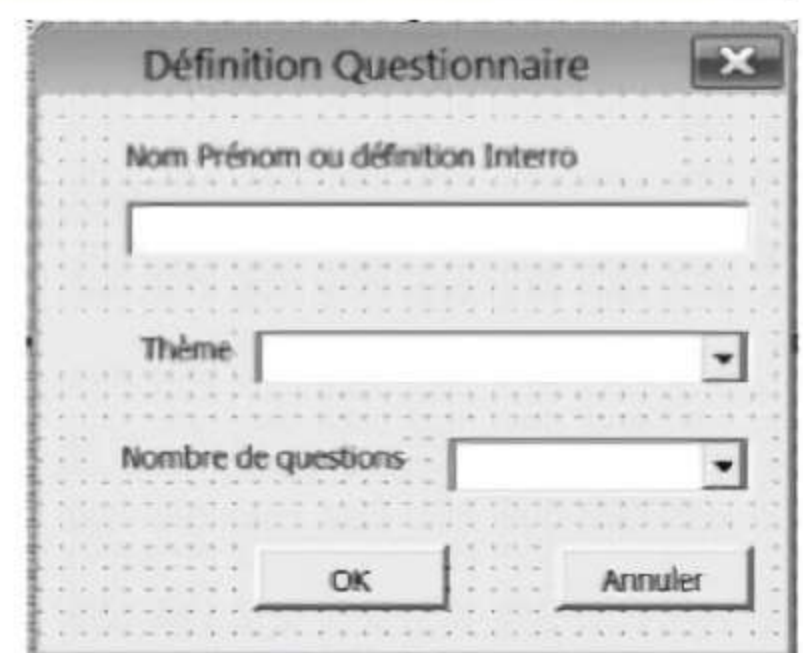 Définition Questionnaire
Nom Prénom ou définition Interro
Thème
Nombre de questions
OK
Annuler